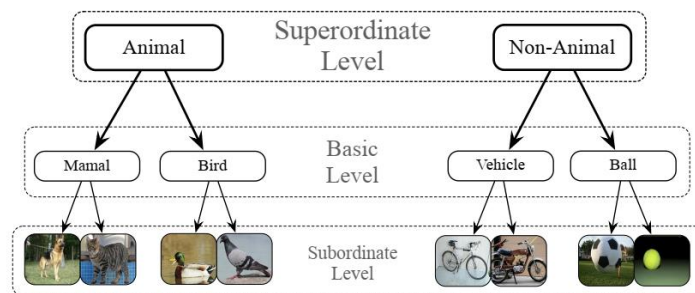 Animal
Superordinate
Level
Non-Animal
Mamal
Bird
Basic
Level
Vehicle
Ball
Subordinate
Level